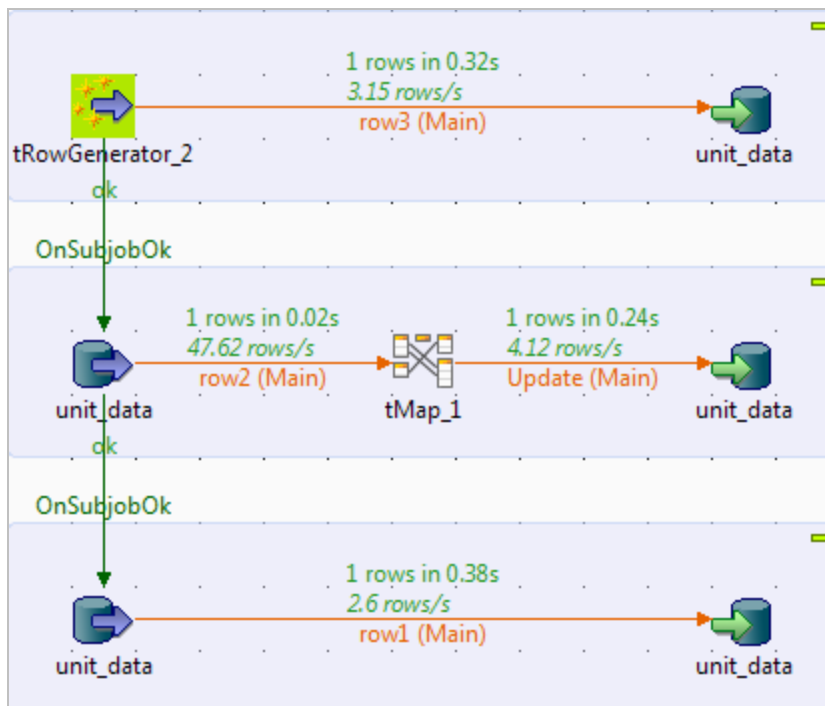 1 rows in 0.32s
3.15 rows/s
row3 (Main)
tRowGenerator_2
unit_data
ok
OnSubjobOk
1 rows in 0.02s
47.62 rows/s
row2 (Main)
1 rows in 0.24s
4.12 rows/s
Update (Main)
unit_data
tMap_1
unit_data
ok
OnSubjobOk
1 rows in 0.38s
2.6 rows/s
row1 (Main)
unit_data
unit_data